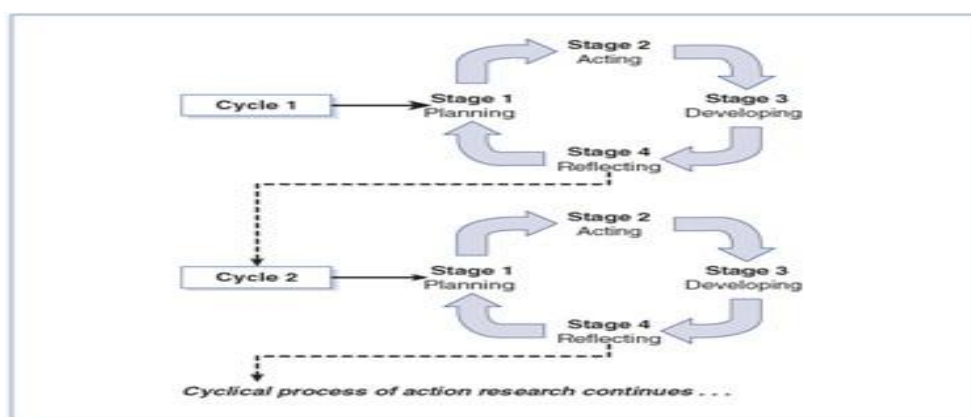 Stage 2
Acting
Cycle 1
Stage 1
Planning
Stage 3
Developing
Stage 4
Reflecting
Stage 2
Acting
Cycle 2
Stage 1
Planning
Stage 3
Developing
Stage 4
Reflecting
Cyclical process of action research continues . . .